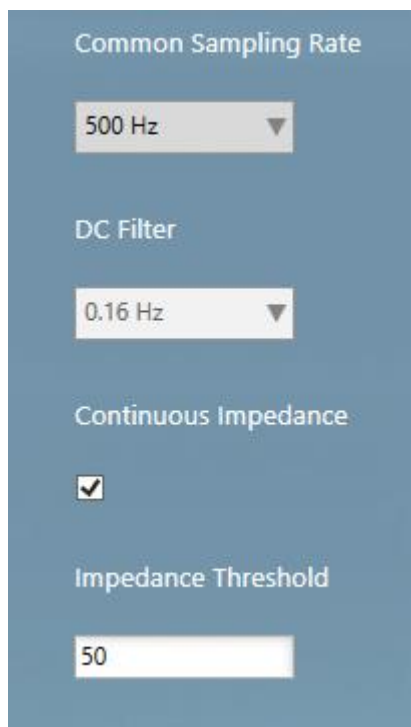 Common Sampling Rate
500 Hz
DC Filter
0.16 Hz
Continuous Impedance
Impedance Threshold
50